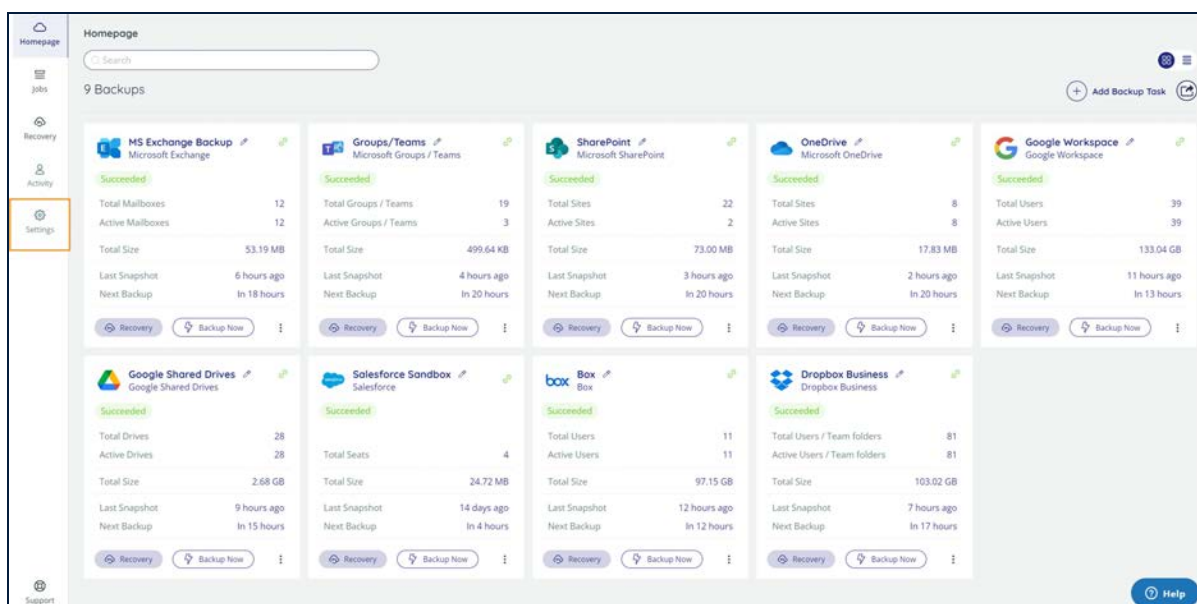 Homepage
Jobs
Recovery
Activity
Settings
Support
Homepage
Search
9 Backups
Add Backup Task
MS Exchange Backup
Microsoft Exchange
Succeeded
Total Mailboxes 12
Active Mailboxes 12
Total Size 53.19 MB
Last Snapshot 6 hours ago
Next Backup In 18 hours
Recovery Backup Now
Groups/Teams
Microsoft Groups / Teams
Succeeded
Total Groups / Teams 19
Active Groups / Teams 3
Total Size 499.64 KB
Last Snapshot 4 hours ago
Next Backup In 20 hours
Recovery Backup Now
SharePoint
Microsoft SharePoint
Succeeded
Total Sites 22
Active Sites 2
Total Size 73.00 MB
Last Snapshot 3 hours ago
Next Backup In 20 hours
Recovery Backup Now
OneDrive
Microsoft OneDrive
Succeeded
Total Sites 8
Active Sites 8
Total Size 17.83 MB
Last Snapshot 2 hours ago
Next Backup In 20 hours
Recovery Backup Now
Google Workspace
Google Workspace
Succeeded
Total Users 39
Active Users 39
Total Size 133.04 GB
Last Snapshot 11 hours ago
Next Backup In 13 hours
Recovery Backup Now
Google Shared Drives
Google Shared Drives
Succeeded
Total Drives 28
Active Drives 28
Total Size 2.68 GB
Last Snapshot 9 hours ago
Next Backup In 15 hours
Recovery Backup Now
Salesforce Sandbox
Salesforce
Succeeded
Total Seats 4
Total Size 24.72 MB
Last Snapshot 14 days ago
Next Backup In 4 hours
Recovery Backup Now
box Box
Box
Succeeded
Total Users 11
Active Users 11
Total Size 97.15 GB
Last Snapshot 12 hours ago
Next Backup In 12 hours
Recovery Backup Now
Dropbox Business
Dropbox Business
Succeeded
Total Users / Team folders 81
Active Users / Team folders 81
Total Size 103.02 GB
Last Snapshot 7 hours ago
Next Backup In 17 hours
Recovery Backup Now
Help